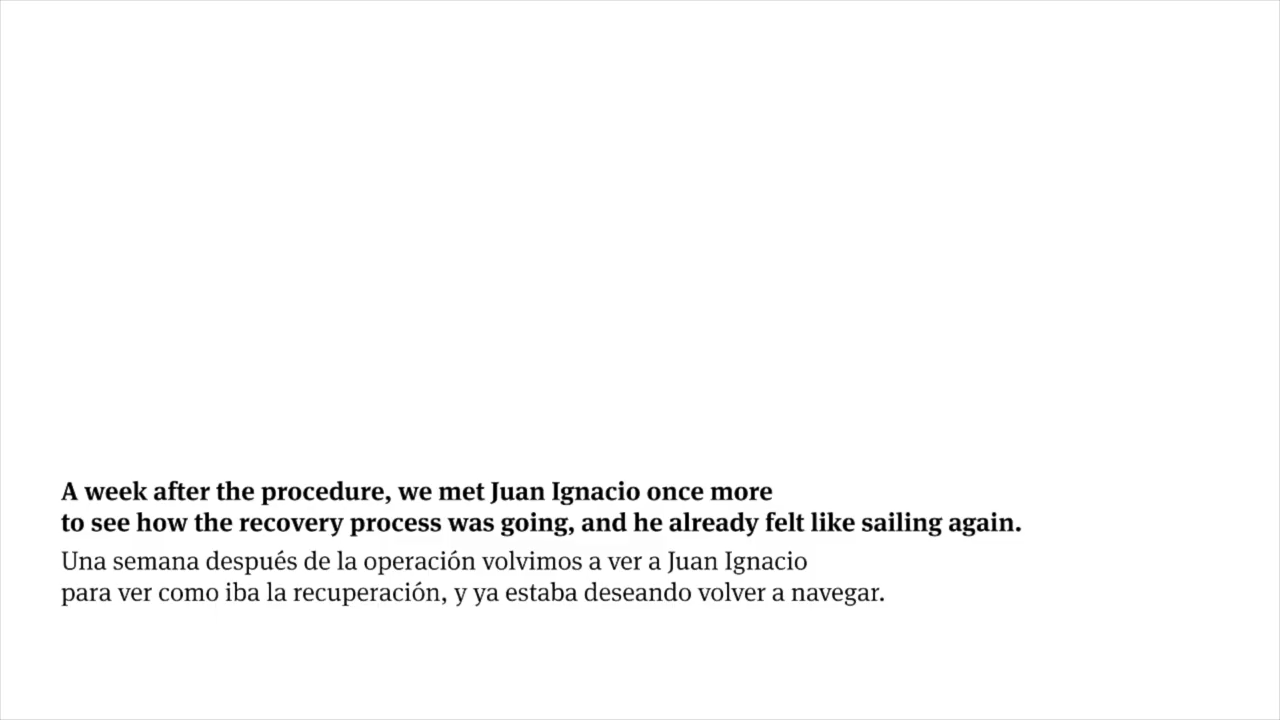 A week after the procedure, we met Juan Ignacio once more
to see how the recovery process was going, and he already felt like sailing again.
Una semana después de la operación volvimos a ver a Juan Ignacio
para ver como iba la recuperación, y ya estaba deseando volver a navegar.